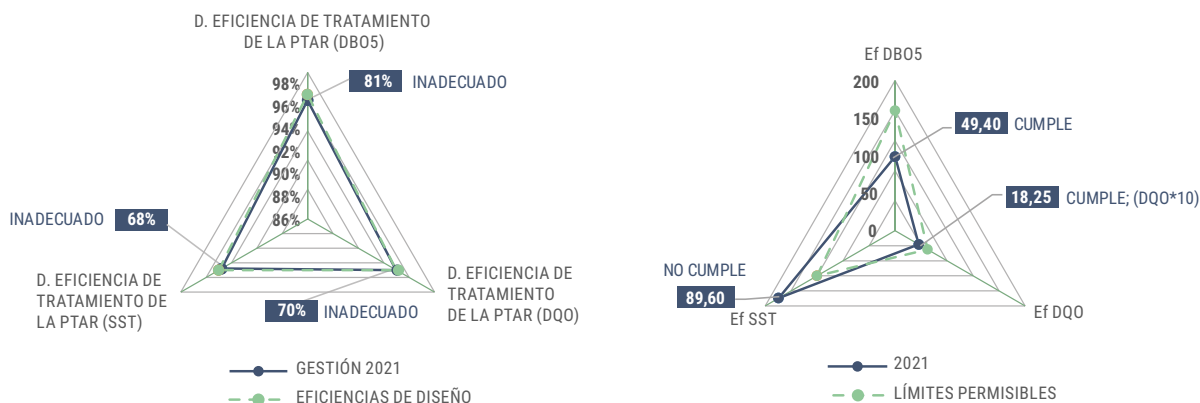 D. EFICIENCIA DE TRATAMIENTO
DE LA PTAR (DBO5)
98%
96%
94%
92%
98%
88%
86%
81% INADECUADO
INADECUADO 68%
70% INADECUADO
D. EFICIENCIA DE
TRATAMIENTO DE
LA PTAR (SST)
D. EFICIENCIA DE
TRATAMIENTO
DE LA PTAR (DQO)
GESTIÓN 2021
EFICIENCIAS DE DISEÑO
Ef DBO5
200
150
100
50
0
49,40 CUMPLE
18,25 CUMPLE; (DQO*10)
NO CUMPLE
89,60
Ef SST
Ef DQO
2021
LÍMITES PERMISIBLES